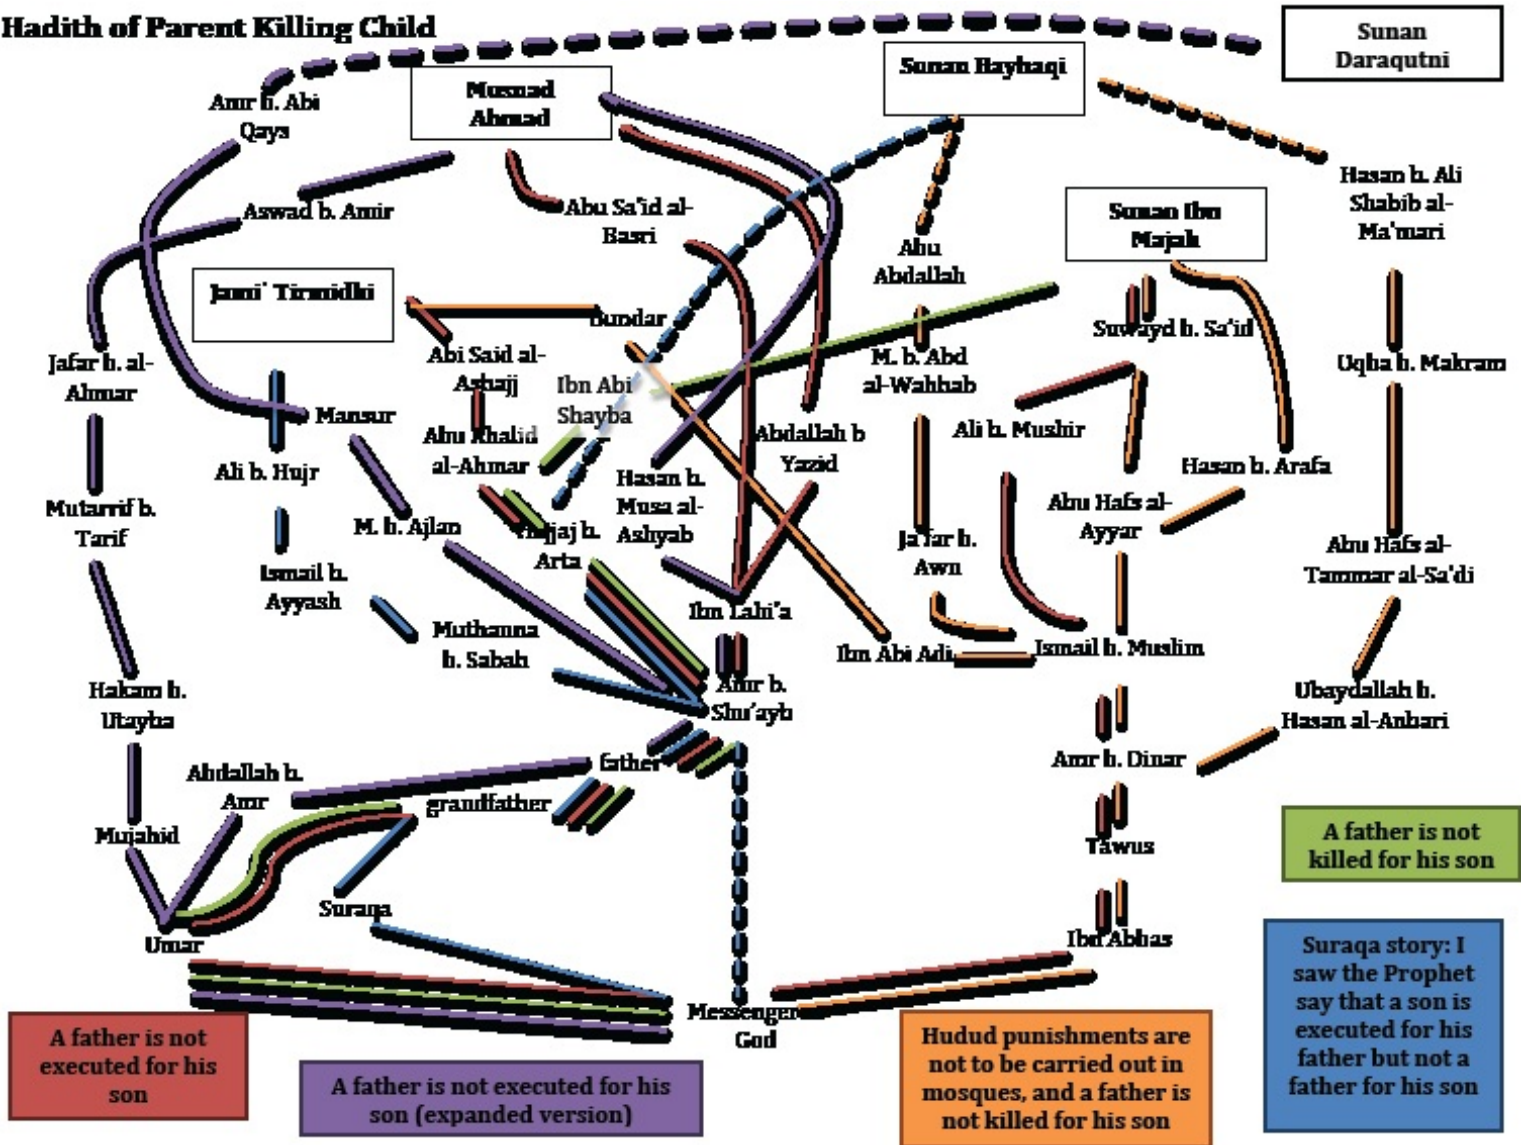 Hadith of Parent Killing Child
Sunan
Daraqutni
Sunan Bayhaqi
Musnad
Ahmad
Amr b. Abi
Qays
Hasan b. Ali
Shabib al-
Ma'mari
Aswad b. Amir
Abu Sa'id al-
Basri
Sunan Ibn
Majah
Abu
Abdallah
Jami' Tirmidhi
Bundar
Suwayd b. Sa'id
Jafar b. al-
Ahmar
Abi Said al-
Ashajj
Ibn Abi
Shayba
M. b. Abd
al-Wahhab
Uqba b. Makram
Mansur
Abu Khalid
al-Ahmar
Abdallah b
Yazid
Ali b. Mushir
Hasan b. Arafa
Ali b. Hujr
Hasan b.
Musa al-
Ashyab
Mutarrif b.
Tarif
M. b. Ajlan
Hajjaj b.
Arta
Abu Hafs al-
Ayyar
Ja'far b.
Awn
Abu Hafs al-
Tammar al-Sa'di
Ismail b.
Ayyash
Ibn Lahi'a
Muthanna
b. Sabah
Ibn Abi Adi
Ismail b. Muslim
Hakam b.
Utayba
Amr b.
Shu'ayb
Ubaydallah b.
Hasan al-Anbari
Abdallah b.
Amr
father
grandfather
Amr b. Dinar
Mujahid
Tawus
A father is not
killed for his son
Suraqa
Umar
Ibn Abbas
Suraqa story: I
saw the Prophet
say that a son is
executed for his
father but not a
father for his son
Messenger
God
A father is not
executed for his
son
A father is not executed for his
son (expanded version)
Hudud punishments are
not to be carried out in
mosques, and a father is
not killed for his son